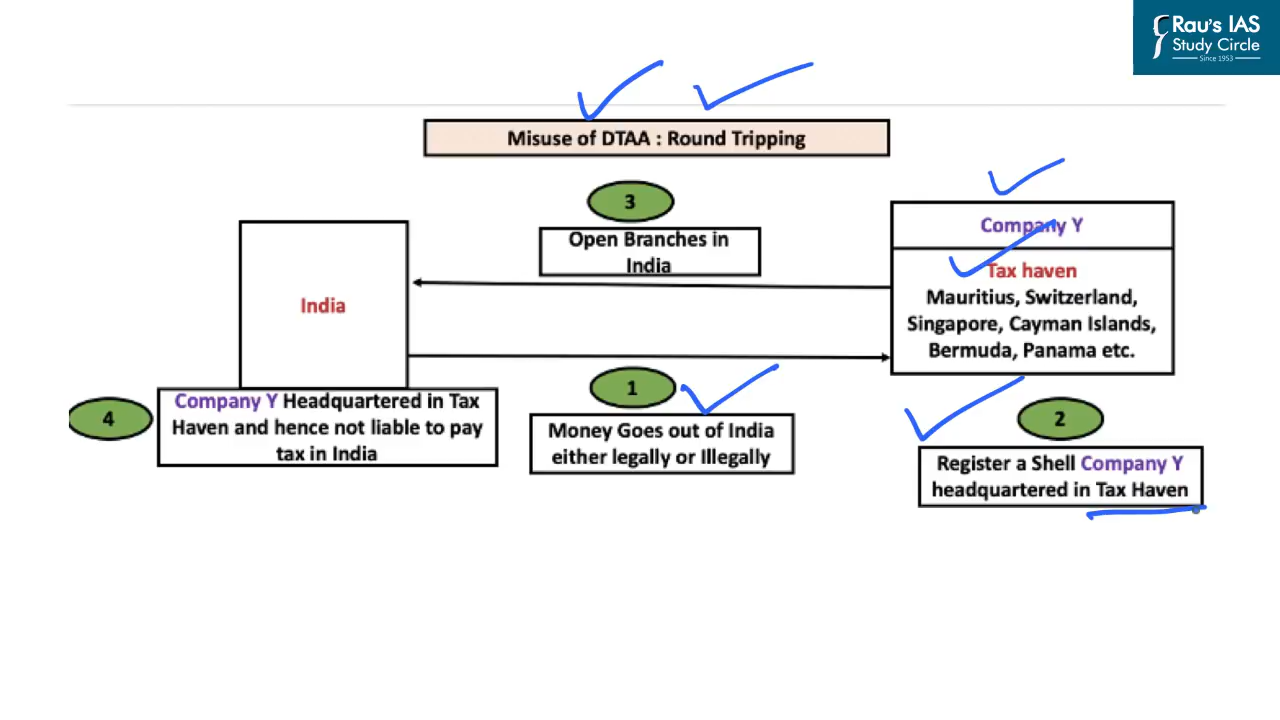 Rau's IAS
Study Circle
Since 1953
Misuse of DTAA : Round Tripping
3
Open Branches in
India
Company Y
Tax haven
Mauritius, Switzerland,
Singapore, Cayman Islands,
Bermuda, Panama etc.
India
4
Company Y Headquartered in Tax
Haven and hence not liable to pay
tax in India
1
Money Goes out of India
either legally or Illegally
2
Register a Shell Company Y
headquartered in Tax Haven